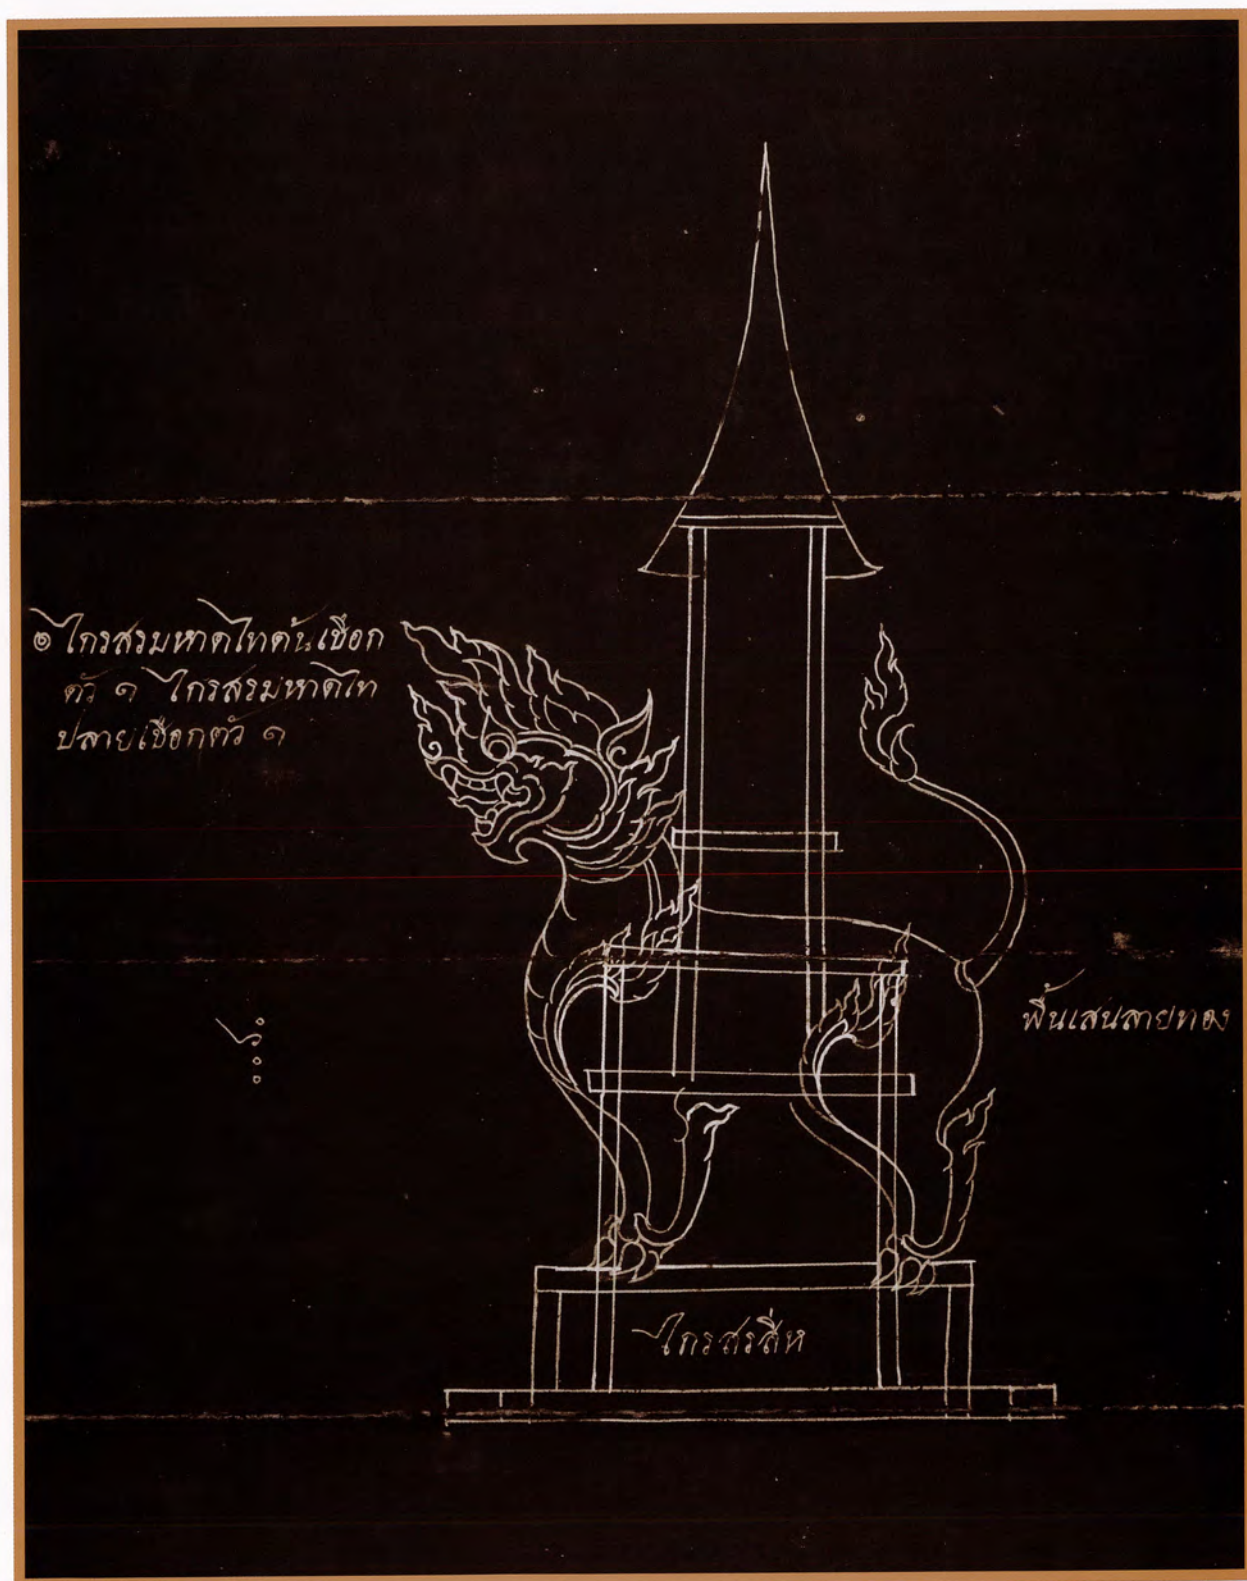 ๏ ไกรสรมหาดไทต้นเชือก
ตัว ๑ ไกรสรมหาดไท
ปลายเชือกตัว ๑
พื้นเสนลายทอง
ไกรสรสีห